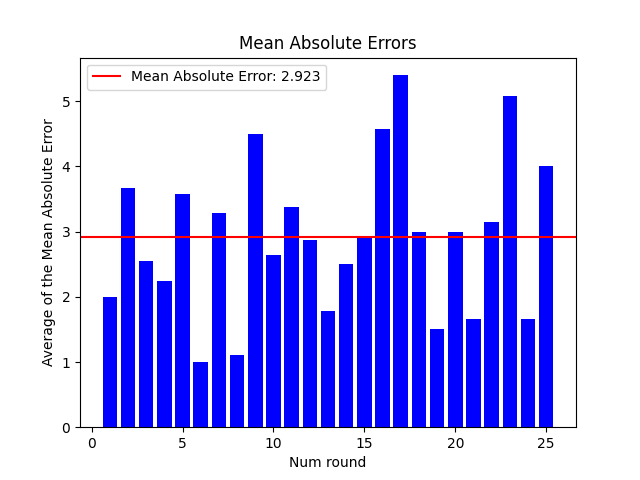 Mean Absolute Errors
Mean Absolute Error: 2.923
Average of the Mean Absolute Error
5
4
3
2
1
0
0 5 10 15 20 25
Num round